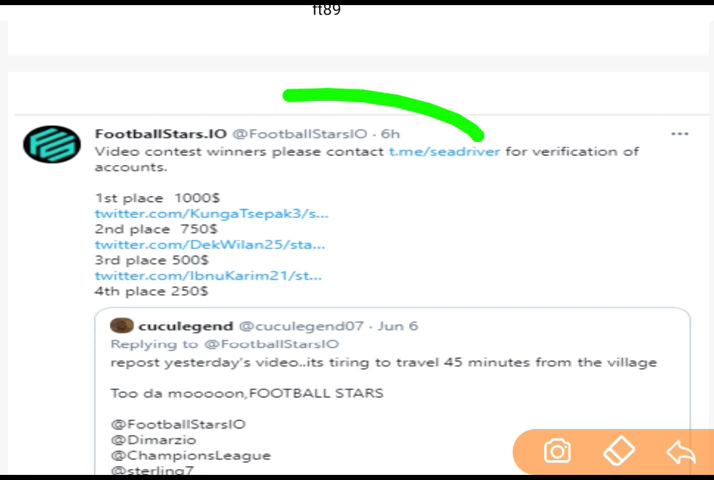 ft89
FootballStars.IO @FootballStarsIO · 6h
Video contest winners please contact t.me/seadriver for verification of
accounts.
1st place 1000$
twitter.com/KungaTsepak3/s...
2nd place 750$
twitter.com/DekWilan25/sta...
3rd place 500$
twitter.com/IbnuKarim21/st...
4th place 250$
cuculegend @cuculegend07 · Jun 6
Replying to @FootballStarsIO
repost yesterday's video..its tiring to travel 45 minutes from the village
Too da mooooon,FOOTBALL STARS
@FootballStarsIO
@Dimarzio
@ChampionsLeague
@sterling7